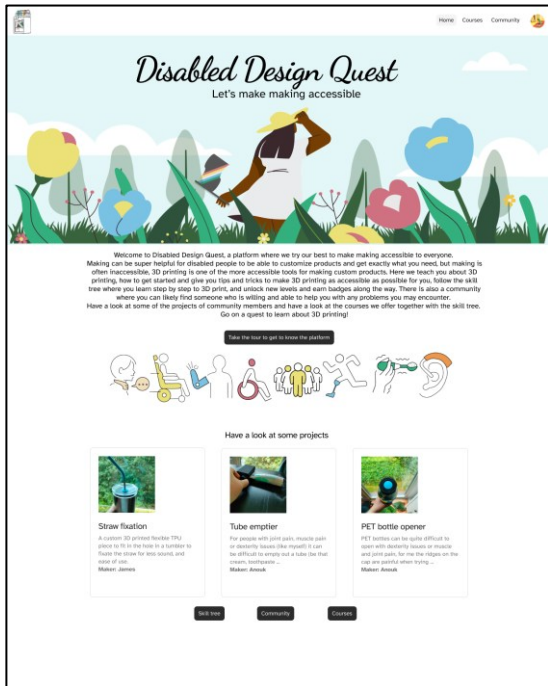 Home Courses Community
Disabled Design Quest
Let's make making accessible
Welcome to Disabled Design Quest, a platform where we try our best to make making accessible to everyone.
Making can be super helpful for disabled people to be able to customize products and get exactly what you need, but making is
often inaccessible, 3D printing is one of the more accessible tools for making custom products. Here we teach you about 3D
printing, how to get started and give you tips and tricks to make 3D printing as accessible as possible for you, follow the skill
tree where you learn step by step to 3D print, and unlock new levels and earn badges along the way. There is also a community
where you can likely find someone who is willing and able to help you with any problems you may encounter.
Have a look at some of the projects of community members and have a look at the courses we offer together with the skill tree.
Go on a quest to learn about 3D printing!
Take the tour to get to know the platform
Have a look at some projects
Straw fixation
A custom 3D printed flexible TPU
piece to fit in the hole in a tumbler to
fixate the straw for less sound, and
ease of use.
Maker: James
Tube emptier
For people with joint pain, muscle pain
or dexterity issues (like myself) it can
be difficult to empty out a tube (be that
cream, toothpaste ...
Maker: Anouk
PET bottle opener
PET bottles can be quite difficult to
open with dexterity issues or muscle
and joint pain, for me the ridges on the
cap are painful when trying ...
Maker: Anouk
Skill tree
Community
Courses